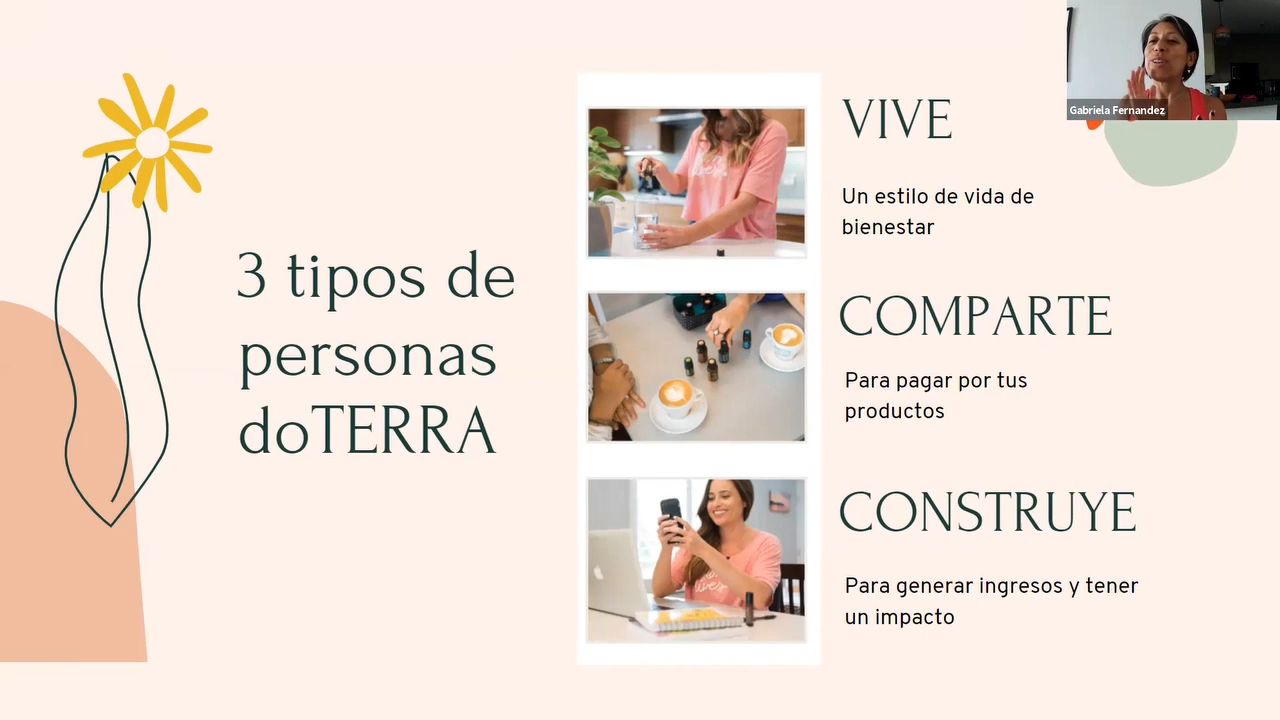 3 tipos de
personas
doTERRA
VIVE
Un estilo de vida de
bienestar
COMPARTE
Para pagar por tus
productos
CONSTRUYE
Para generar ingresos y tener
un impacto
Gabriela Fernandez